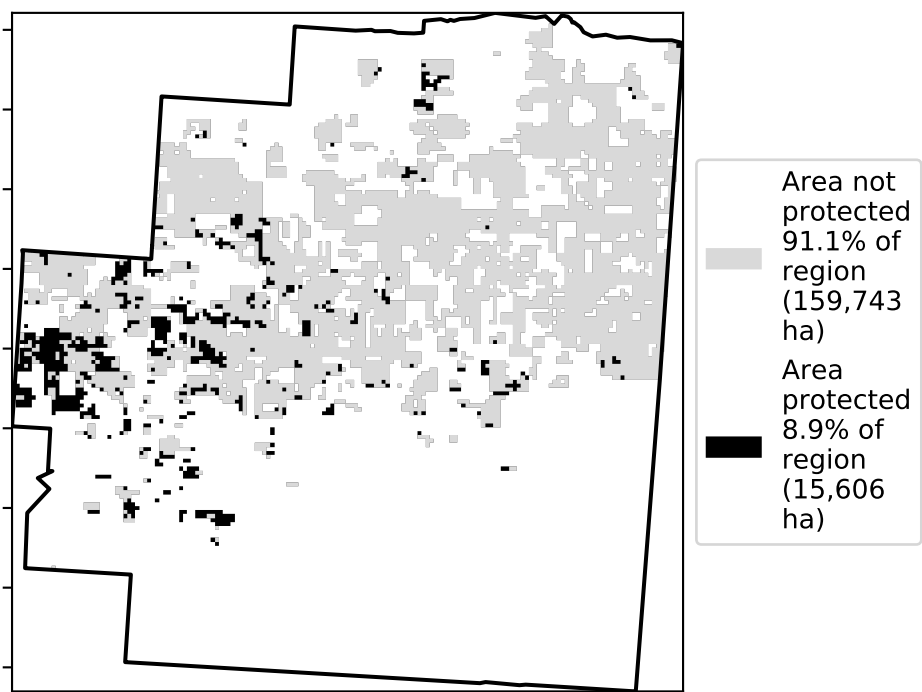 Area not
protected
91.1% of
region
(159,743
ha)
Area
protected
8.9% of
region
(15,606
ha)